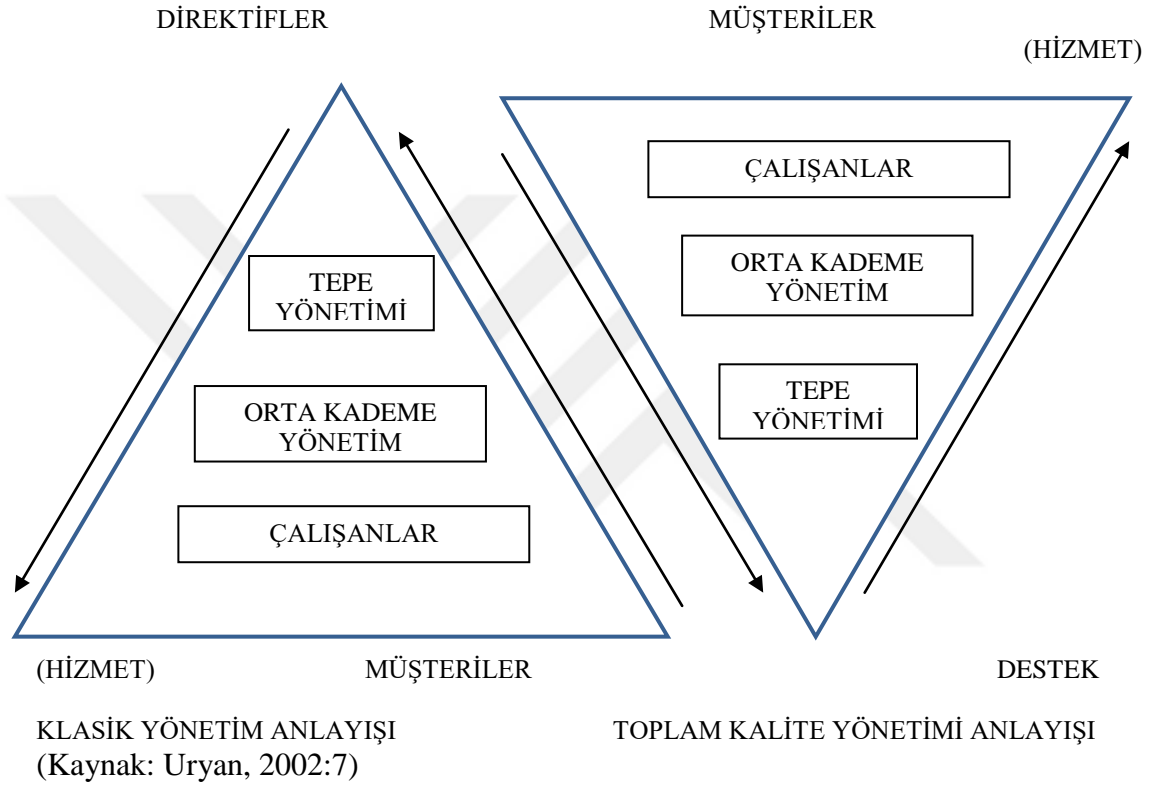 DİREKTİFLER
MÜŞTERİLER
(HİZMET)
TEPE
YÖNETİMİ
ORTA KADEME
YÖNETİM
ÇALIŞANLAR
ÇALIŞANLAR
ORTA KADEME
YÖNETİM
TEPE
YÖNETİMİ
(HİZMET)
MÜŞTERİLER
DESTEK
KLASİK YÖNETİM ANLAYIŞI
TOPLAM KALİTE YÖNETİMİ ANLAYIŞI
(Kaynak: Uryan, 2002:7)